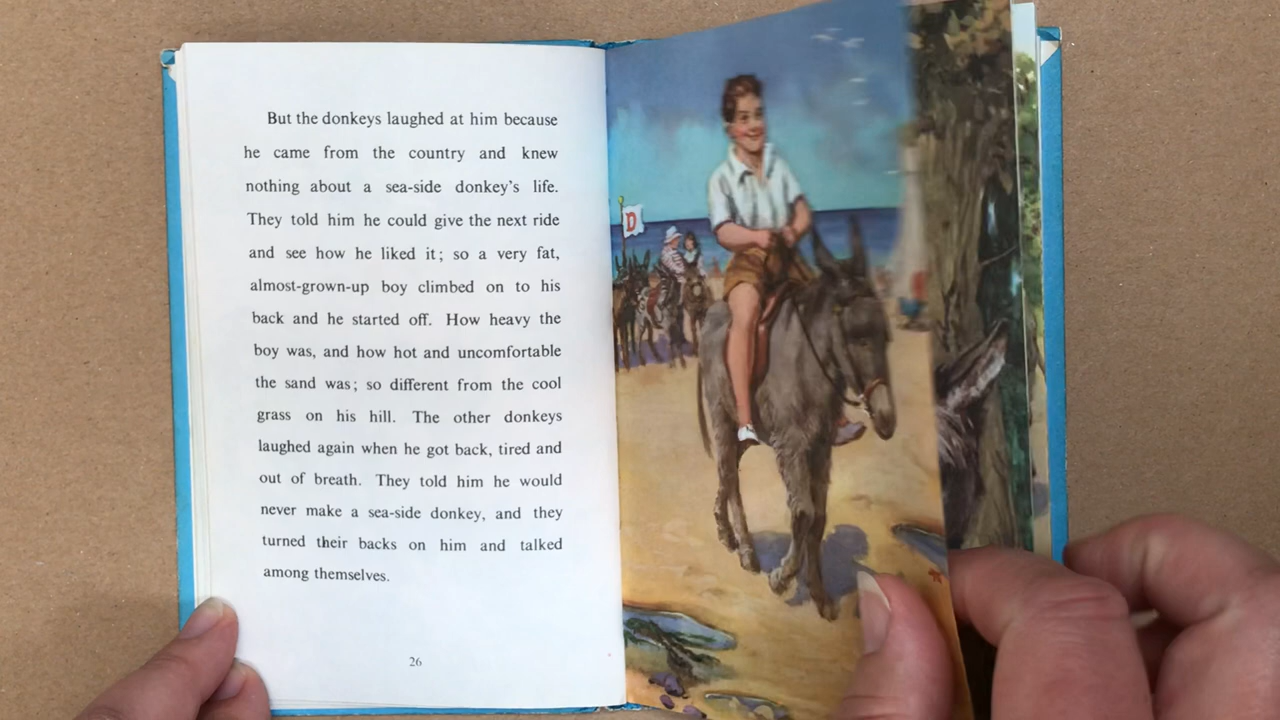 But the donkeys laughed at him because
he came from the country and knew
nothing about a sea-side donkey's life.
They told him he could give the next ride
and see how he liked it; so a very fat,
almost-grown-up boy climbed on to his
back and he started off. How heavy the
boy was, and how hot and uncomfortable
the sand was; so different from the cool
grass on his hill. The other donkeys
laughed again when he got back, tired and
out of breath. They told him he would
never make a sea-side donkey, and they
turned their backs on him and talked
among themselves.
26
D